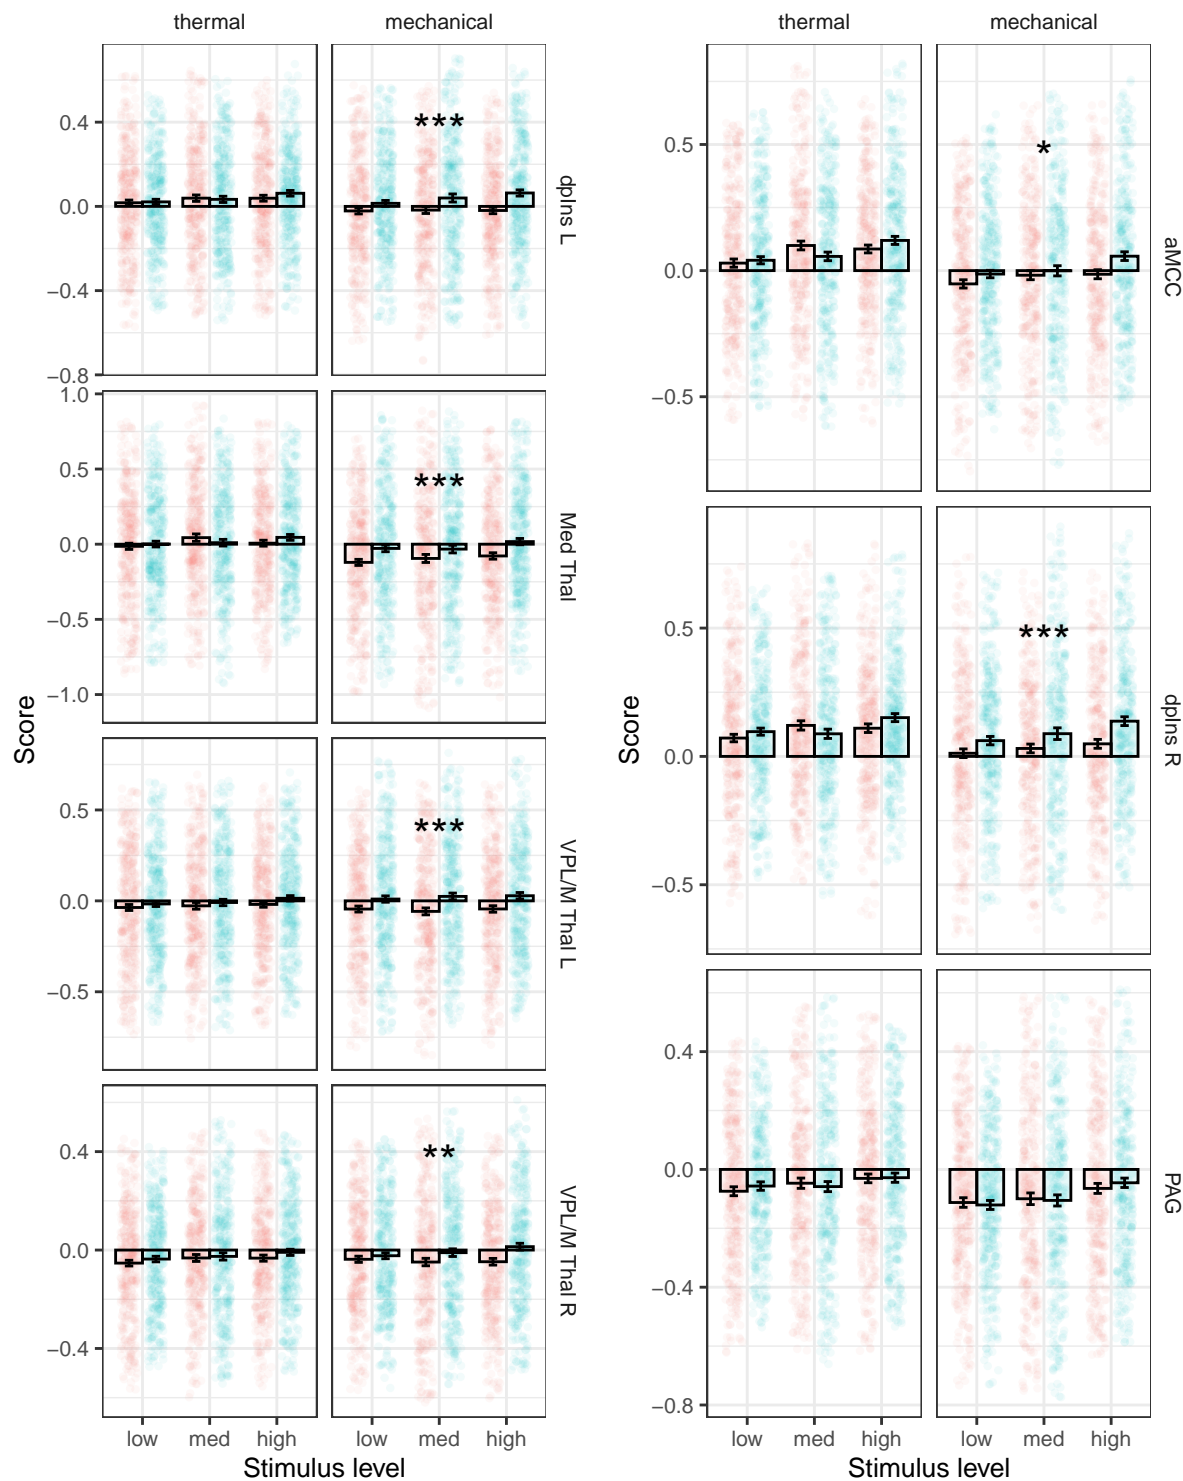 thermal
mechanical
0.4
0.0
−0.4
−0.8
***
dpIns L
1.0
0.5
0.0
−0.5
−1.0
***
Med Thal
0.5
0.0
−0.5
***
VPL/M Thal L
0.4
0.0
−0.4
**
VPL/M Thal R
Score
low
med
high
low
med
high
Stimulus level
thermal
mechanical
0.5
0.0
−0.5
*
aMCC
0.5
0.0
−0.5
***
dpIns R
0.4
0.0
−0.4
−0.8
PAG
Score
low
med
high
low
med
high
Stimulus level